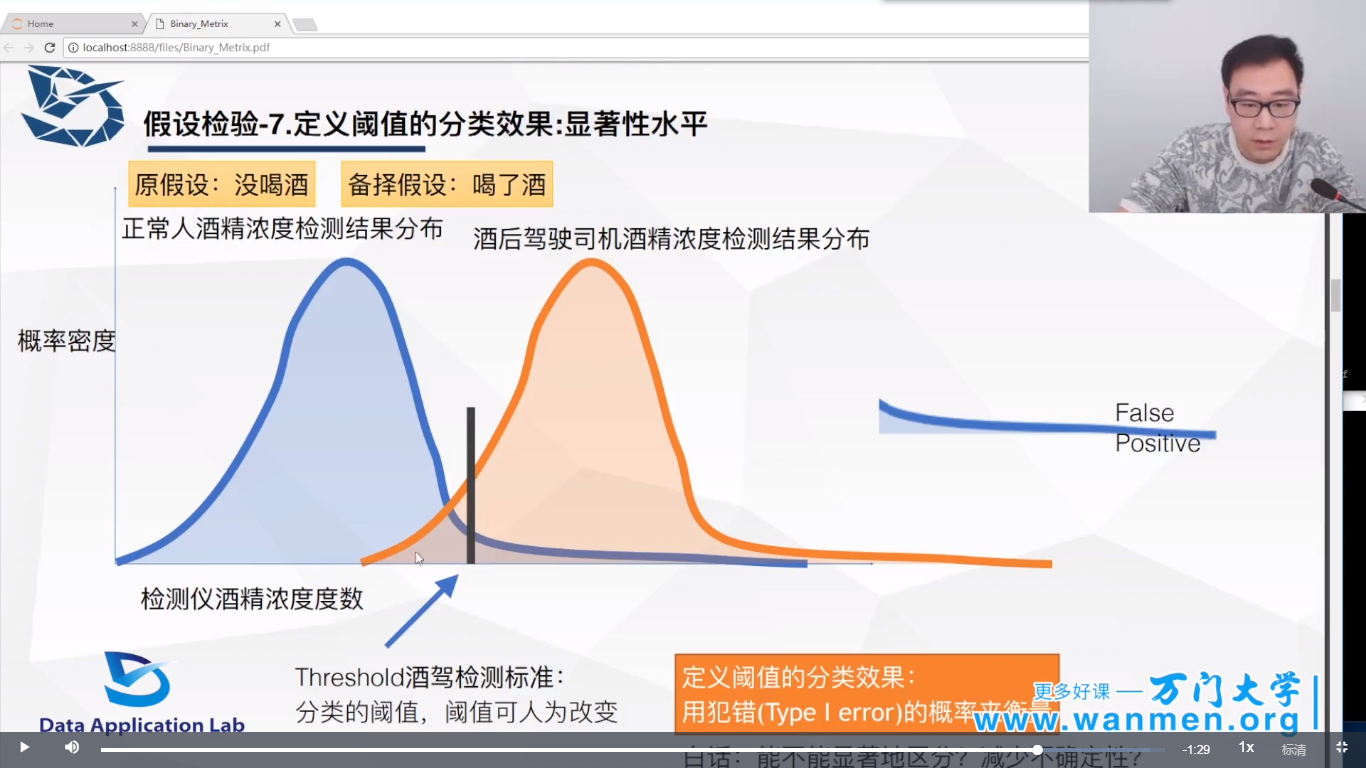 Home
Binary_Metrix
localhost:8888/files/Binary_Metrix.pdf
假设检验-7.定义阈值的分类效果:显著性水平
原假设：没喝酒
备择假设：喝了酒
正常人酒精浓度检测结果分布
酒后驾驶司机酒精浓度检测结果分布
概率密度
False
Positive
检测仪酒精浓度度数
Threshold酒驾检测标准：
分类的阈值，阈值可人为改变
定义阈值的分类效果：
用犯错(Type I error)的概率来衡量
白话：能不能显著地区分？减少不确定性？
Data Application Lab
更多好课 — 万门大学
www.wanmen.org
-1:29
1x
标清